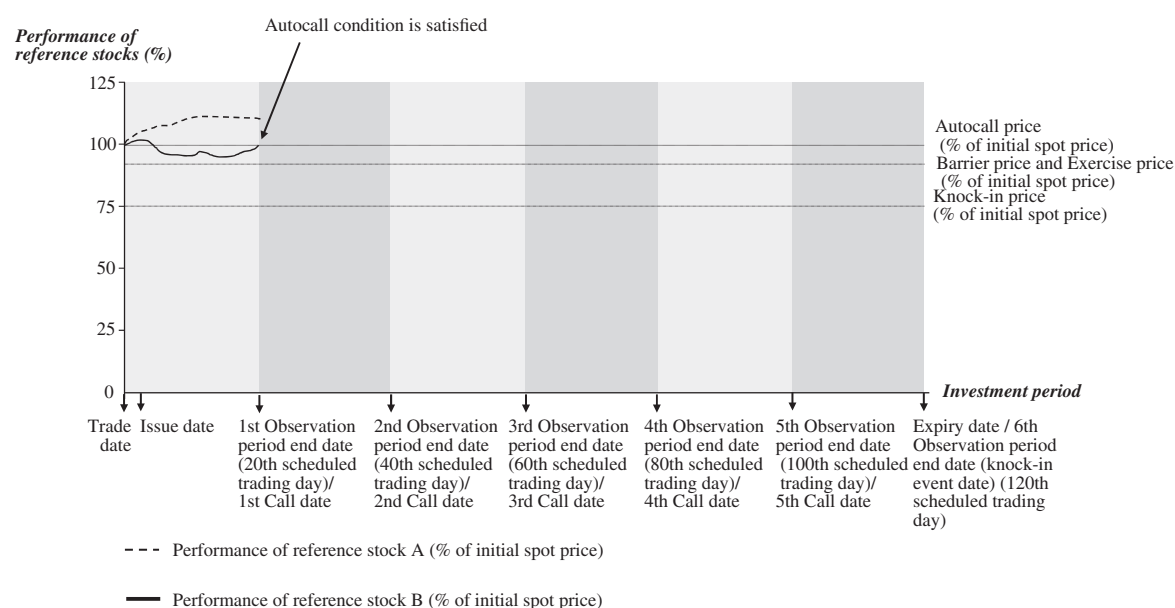 Autocall condition is satisfied
Performance of
reference stocks (%)
125
100
75
50
25
0
Autocall price
(% of initial spot price)
Barrier price and Exercise price
(% of initial spot price)
Knock-in price
(% of initial spot price)
Investment period
Trade
date
Issue date
1st Observation
period end date
(20th scheduled
trading day)/
1st Call date
2nd Observation
period end date
(40th scheduled
trading day)/
2nd Call date
3rd Observation
period end date
(60th scheduled
trading day)/
3rd Call date
4th Observation
period end date
(80th scheduled
trading day)/
4th Call date
5th Observation
period end date
(100th scheduled
trading day)/
5th Call date
Expiry date / 6th
Observation period
end date (knock-in
event date) (120th
scheduled trading
day)
Performance of reference stock A (% of initial spot price)
Performance of reference stock B (% of initial spot price)